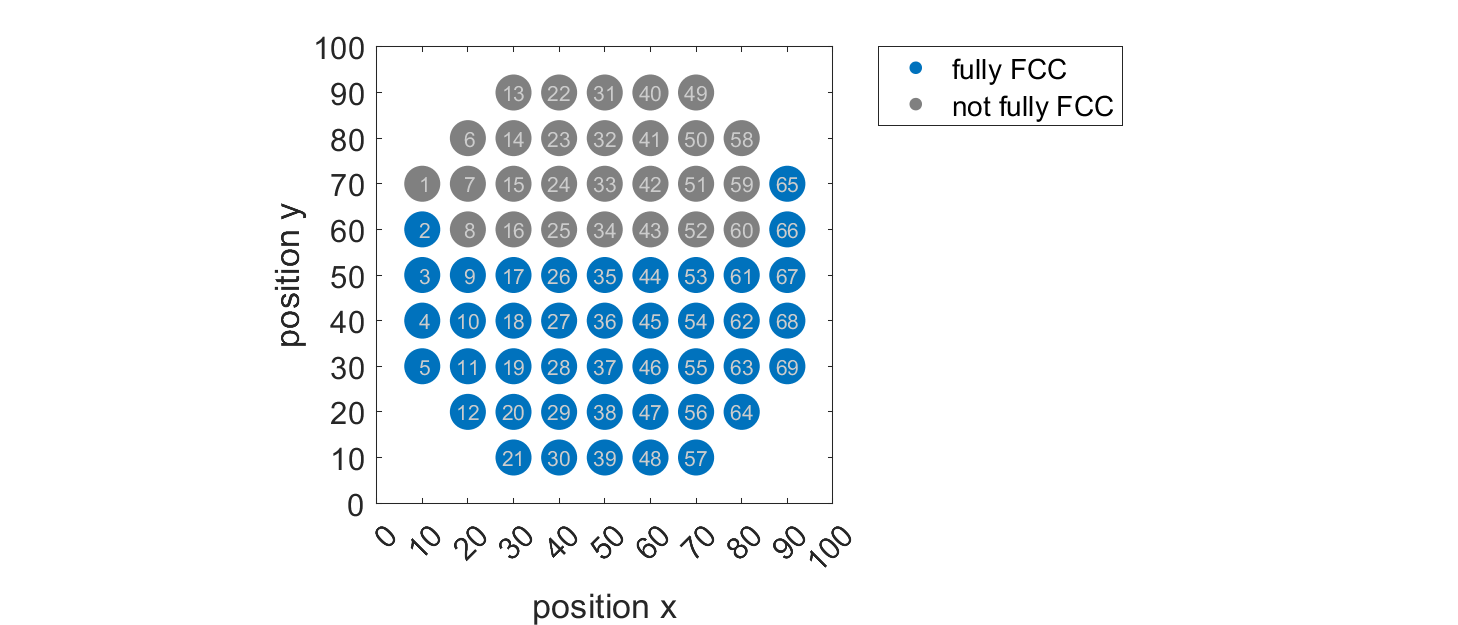 100
90
80
70
60
50
40
30
20
10
0
position y
13 22 31 40 49
6 14 23 32 41 50 58
1 7 15 24 33 42 51 59 65
2 8 16 25 34 43 52 60 66
3 9 17 26 35 44 53 61 67
4 10 18 27 36 45 54 62 68
5 11 19 28 37 46 55 63 69
12 20 29 38 47 56 64
21 30 39 48 57
0 10 20 30 40 50 60 70 80 90 100
position x
fully FCC
not fully FCC